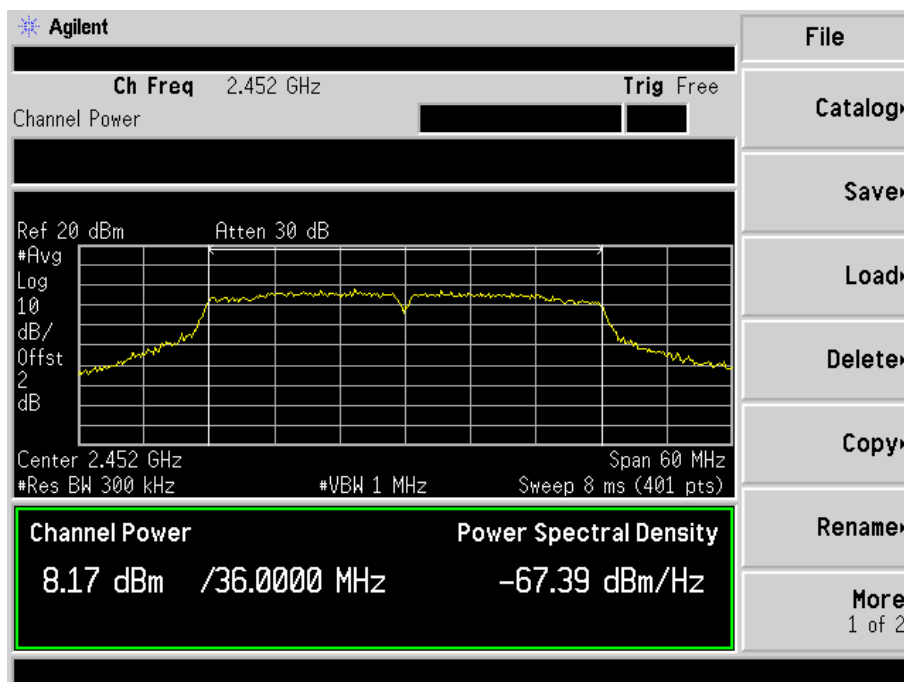 Agilent
File
Ch Freq 2.452 GHz Trig Free
Channel Power
Catalog
Save
Ref 20 dBm Atten 30 dB
#Avg
Log
10
dB/
Offst
2
dB
Load
Delete
Copy
Center 2.452 GHz Span 60 MHz
#Res BW 300 kHz #VBW 1 MHz Sweep 8 ms (401 pts)
Channel Power Power Spectral Density
8.17 dBm /36.0000 MHz -67.39 dBm/Hz
Rename
More
1 of 2